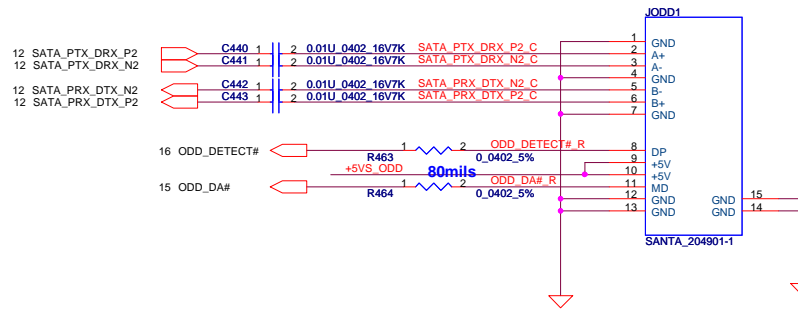 JODD1
1 GND
12 SATA_PTX_DRX_P2 C440 1 2 0.01U_0402_16V7K SATA_PTX_DRX_P2_C 2 A+
12 SATA_PTX_DRX_N2 C441 1 2 0.01U_0402_16V7K SATA_PTX_DRX_N2_C 3 A-
4 GND
12 SATA_PRX_DTX_N2 C442 1 2 0.01U_0402_16V7K SATA_PRX_DTX_N2_C 5 B-
12 SATA_PRX_DTX_P2 C443 1 2 0.01U_0402_16V7K SATA_PRX_DTX_P2_C 6 B+
7 GND
16 ODD_DETECT# 1 2 ODD_DETECT#_R 8 DP
R463 0_0402_5% 9 +5V
+5VS_ODD 80mils 10 +5V
15 ODD_DA# 1 2 ODD_DA#_R 11 MD
R464 0_0402_5% 12 GND GND 15
13 GND GND 14
SANTA_204901-1